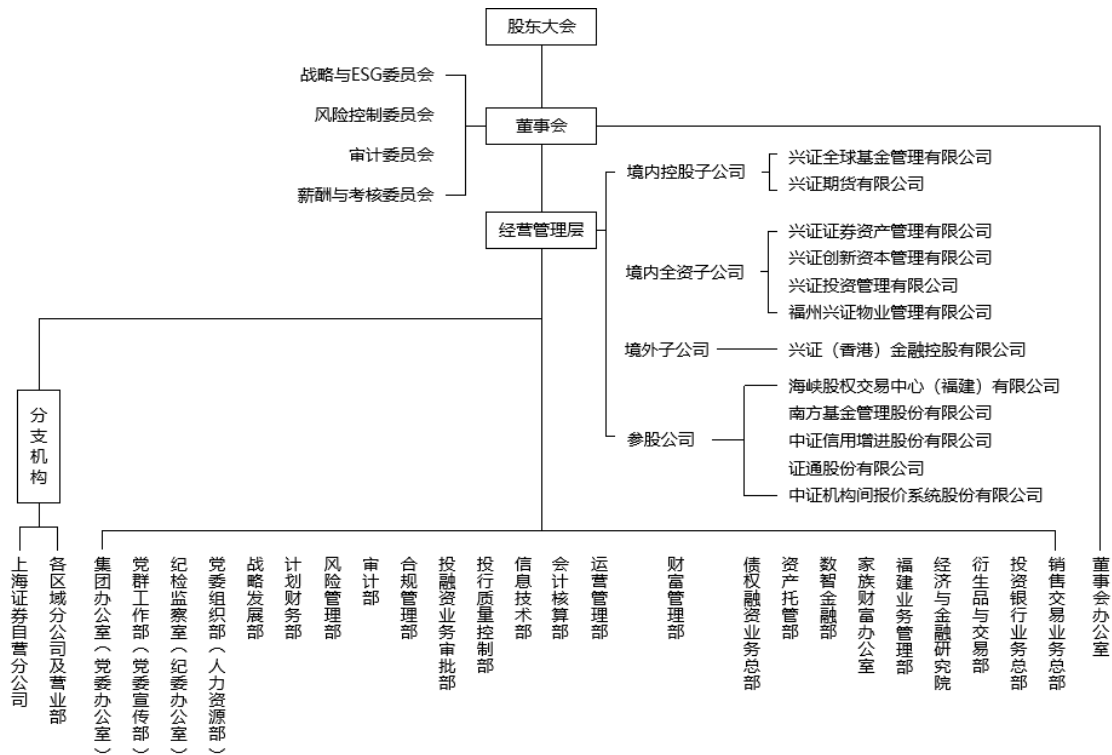 股东大会
战略与ESG委员会
风险控制委员会
审计委员会
薪酬与考核委员会
董事会
经营管理层
境内控股子公司
兴证全球基金管理有限公司
兴证期货有限公司
境内全资子公司
兴证证券资产管理有限公司
兴证创新资本管理有限公司
兴证投资管理有限公司
福州兴证物业管理有限公司
境外子公司
兴证（香港）金融控股有限公司
参股公司
海峡股权交易中心（福建）有限公司
南方基金管理股份有限公司
中证信用增进股份有限公司
证通股份有限公司
中证机构间报价系统股份有限公司
分支机构
上海证券自营分公司
各区域分公司及营业部
集团办公室（党委办公室）
党群工作部（党委宣传部）
纪检监察室（纪委办公室）
党委组织部（人力资源部）
战略发展部
计划财务部
风险管理部
审计部
合规管理部
投融资业务审批部
投行质量控制部
信息技术部
会计核算部
运营管理部
财富管理部
债权融资业务总部
资产托管部
数智金融部
家族财富办公室
福建业务管理部
经济与金融研究院
衍生品与交易部
投资银行业务总部
销售交易业务总部
董事会办公室